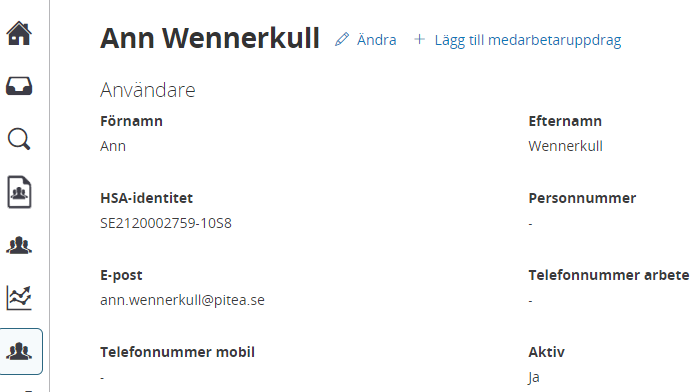 Ann Wennerkull Ändra + Lägg till medarbetaruppdrag
Användare
Förnamn Efternamn
Ann Wennerkull
HSA-identitet Personnummer
SE2120002759-10S8 -
E-post Telefonnummer arbete
ann.wennerkull@pitea.se -
Telefonnummer mobil Aktiv
- Ja